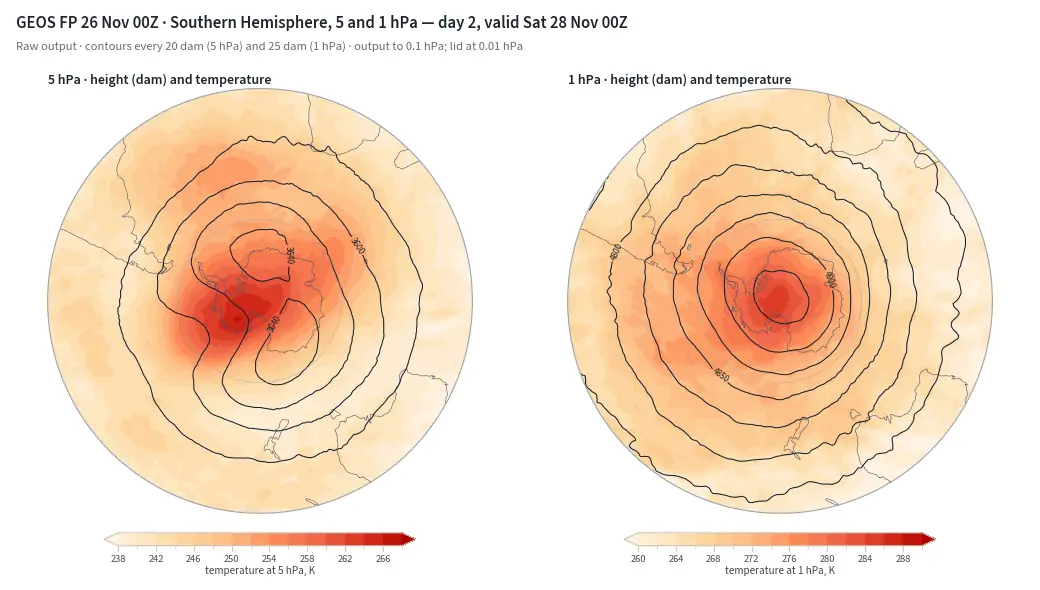 GEOS FP 26 Nov 00Z · Southern Hemisphere, 5 and 1 hPa — day 2, valid Sat 28 Nov 00Z
Raw output · contours every 20 dam (5 hPa) and 25 dam (1 hPa) · output to 0.1 hPa; lid at 0.01 hPa
5 hPa · height (dam) and temperature
1 hPa · height (dam) and temperature
3600
3640
3640
4800
4850
238 242 246 250 254 258 262 266
temperature at 5 hPa, K
260 264 268 272 276 280 284 288
temperature at 1 hPa, K